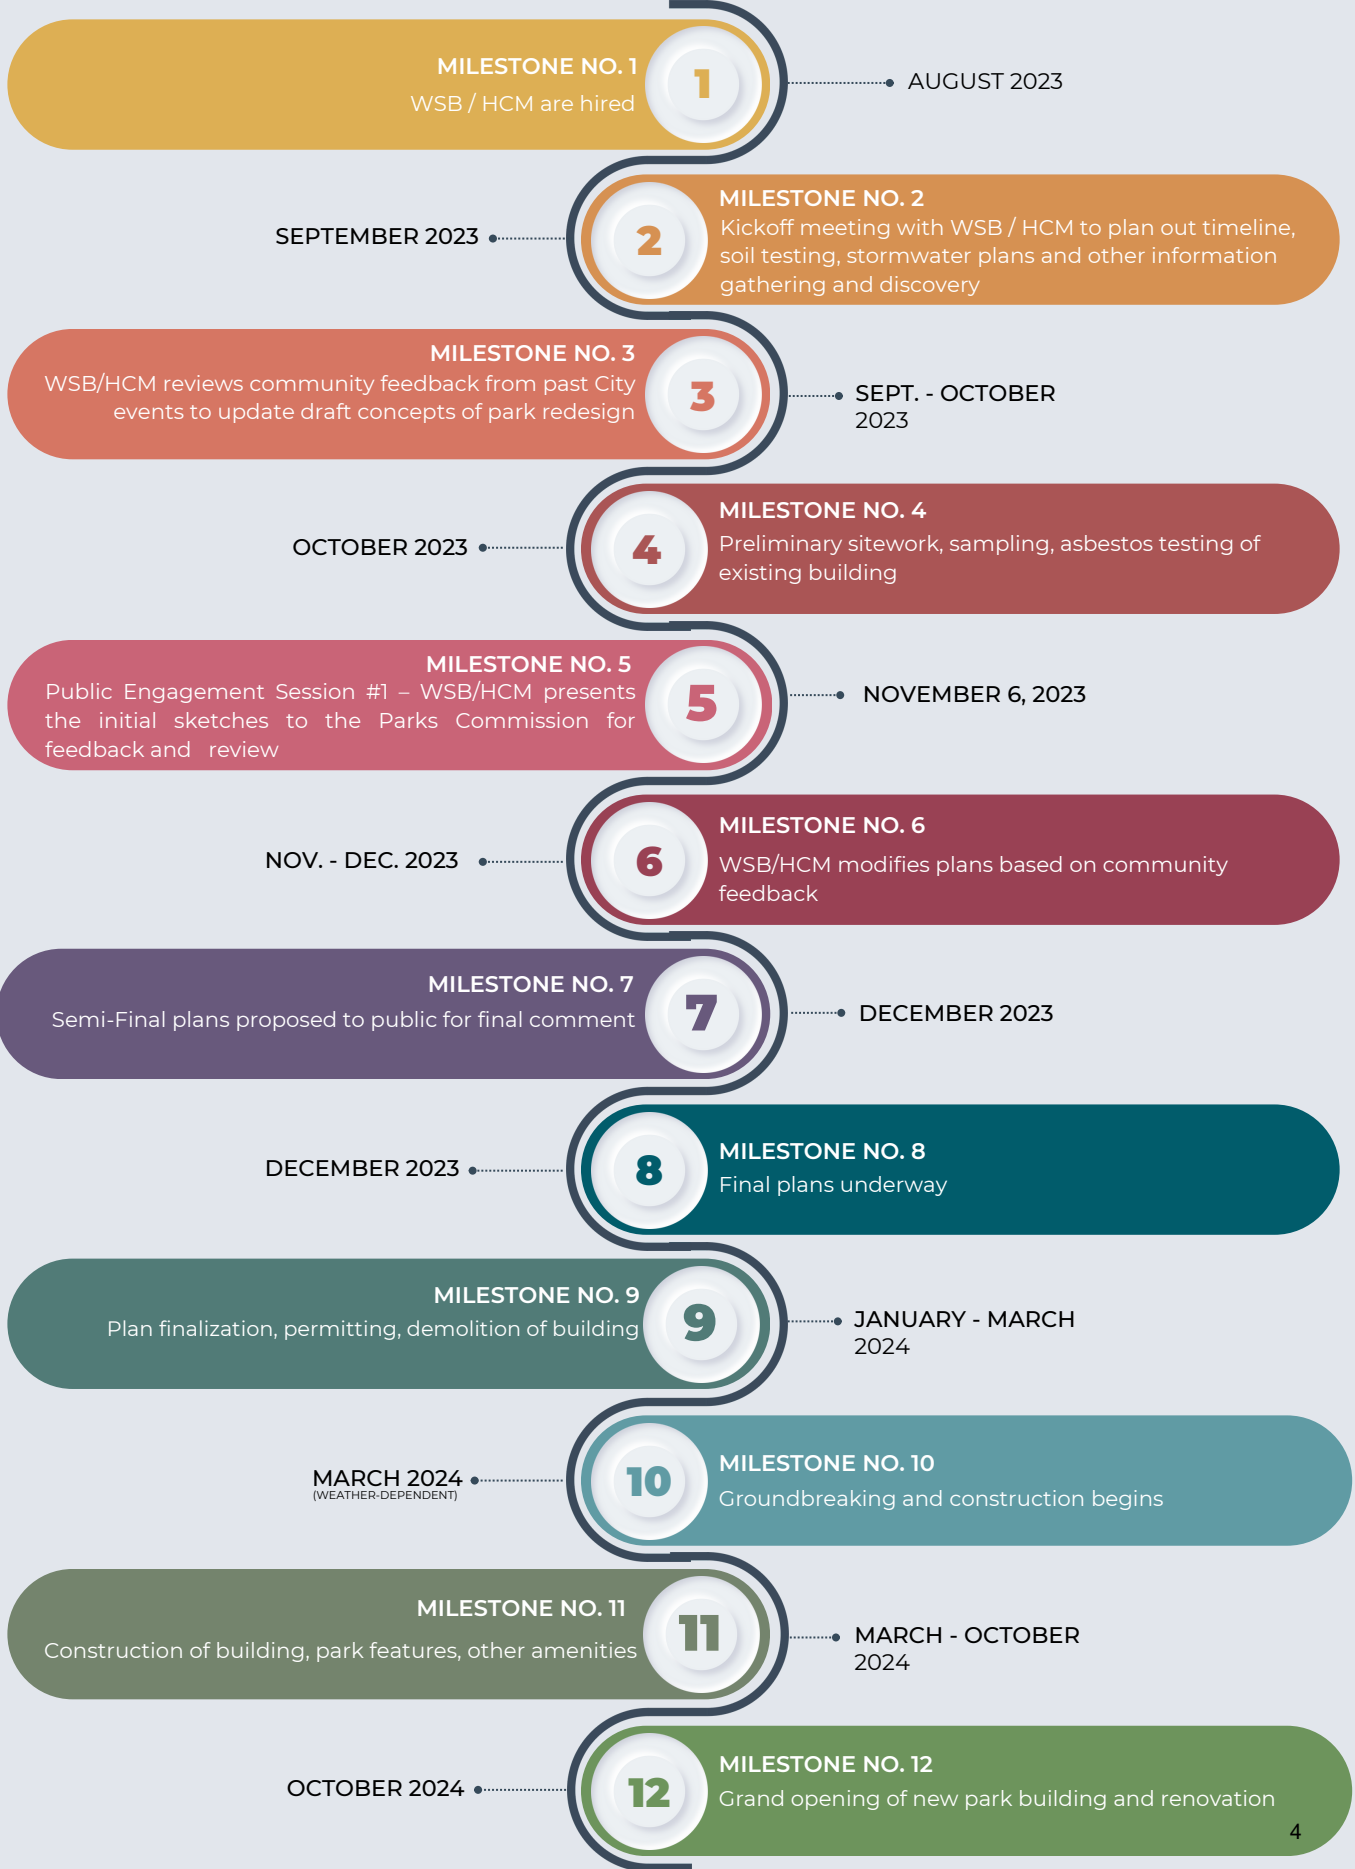 MILESTONE NO. 1
WSB / HCM are hired
1
AUGUST 2023
SEPTEMBER 2023
2
MILESTONE NO. 2
Kickoff meeting with WSB / HCM to plan out timeline,
soil testing, stormwater plans and other information
gathering and discovery
MILESTONE NO. 3
WSB/HCM reviews community feedback from past City
events to update draft concepts of park redesign
3
SEPT. - OCTOBER
2023
OCTOBER 2023
4
MILESTONE NO. 4
Preliminary sitework, sampling, asbestos testing of
existing building
MILESTONE NO. 5
Public Engagement Session #1 – WSB/HCM presents
the initial sketches to the Parks Commission for
feedback and review
5
NOVEMBER 6, 2023
NOV. - DEC. 2023
6
MILESTONE NO. 6
WSB/HCM modifies plans based on community
feedback
MILESTONE NO. 7
Semi-Final plans proposed to public for final comment
7
DECEMBER 2023
DECEMBER 2023
8
MILESTONE NO. 8
Final plans underway
MILESTONE NO. 9
Plan finalization, permitting, demolition of building
9
JANUARY - MARCH
2024
MARCH 2024
(WEATHER-DEPENDENT)
10
MILESTONE NO. 10
Groundbreaking and construction begins
MILESTONE NO. 11
Construction of building, park features, other amenities
11
MARCH - OCTOBER
2024
OCTOBER 2024
12
MILESTONE NO. 12
Grand opening of new park building and renovation
4